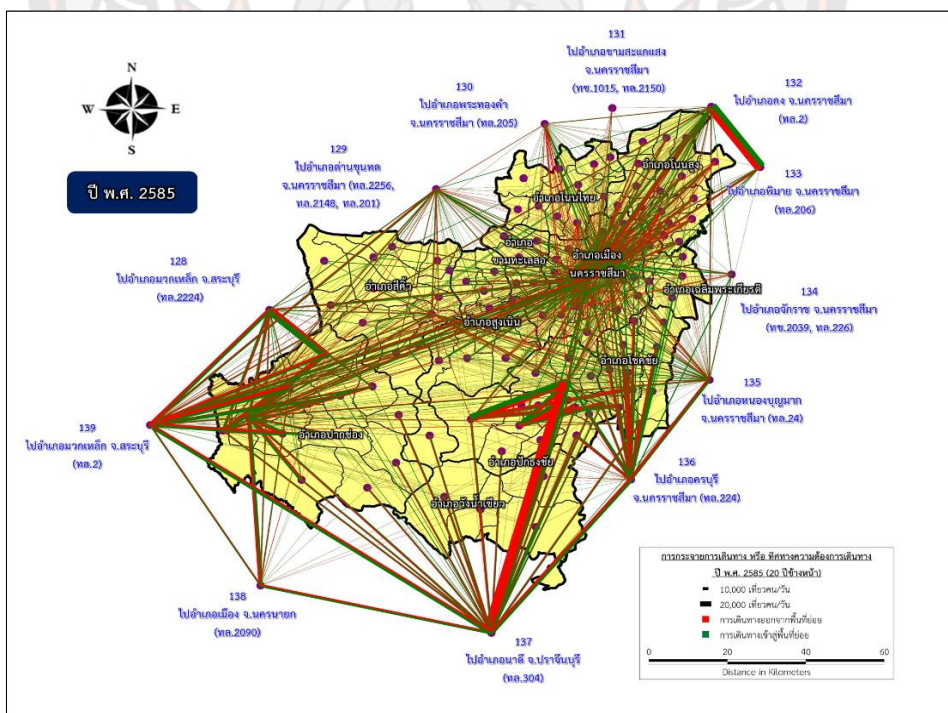 131
ไปอำเภอขามสะแกแสง
จ.นครราชสีมา
(ทช.1015, ทล.2150)
132
ไปอำเภอคง จ.นครราชสีมา
(ทล.2)
130
ไปอำเภอพระทองคำ
จ.นครราชสีมา (ทล.205)
N
W E
S
129
ไปอำเภอด่านขุนทด
จ.นครราชสีมา (ทล.2256,
ทล.2148, ทล.201)
133
ไปอำเภอพิมาย จ.นครราชสีมา
(ทล.206)
ปี พ.ศ. 2585
อำเภอโนนสูง
อำเภอโนนไทย
อำเภอ
ขามทะเลสอ
อำเภอเมือง
นครราชสีมา
128
ไปอำเภอมวกเหล็ก จ.สระบุรี
(ทล.2224)
อำเภอสีคิ้ว
อำเภอเฉลิมพระเกียรติ
134
ไปอำเภอจักราช จ.นครราชสีมา
(ทช.2039, ทล.226)
อำเภอสูงเนิน
อำเภอโชคชัย
135
ไปอำเภอหนองบุญมาก
จ.นครราชสีมา (ทล.24)
139
ไปอำเภอมวกเหล็ก จ.สระบุรี
(ทล.2)
อำเภอปากช่อง
อำเภอปักธงชัย
136
ไปอำเภอครบุรี
จ.นครราชสีมา (ทล.224)
อำเภอวังน้ำเขียว
138
ไปอำเภอเมือง จ.นครนายก
(ทล.2090)
137
ไปอำเภอนาดี จ.ปราจีนบุรี
(ทล.304)
การกระจายการเดินทาง หรือ ทิศทางความต้องการเดินทาง
ปี พ.ศ. 2585 (20 ปีข้างหน้า)
10,000 เที่ยวคน/วัน
20,000 เที่ยวคน/วัน
การเดินทางออกจากพื้นที่ย่อย
การเดินทางเข้าสู่พื้นที่ย่อย
0 20 40 60
Distance in Kilometers